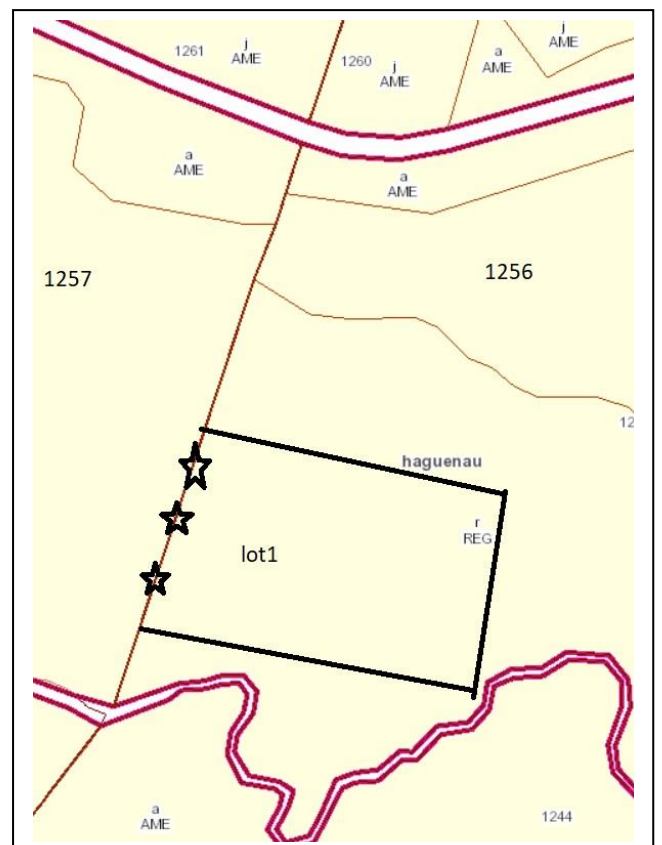 1261
j
AME
1260
j
AME
a
AME
j
AME
a
AME
a
AME
1257
1256
12
haguenau
r
REG
lot1
a
AME
1244